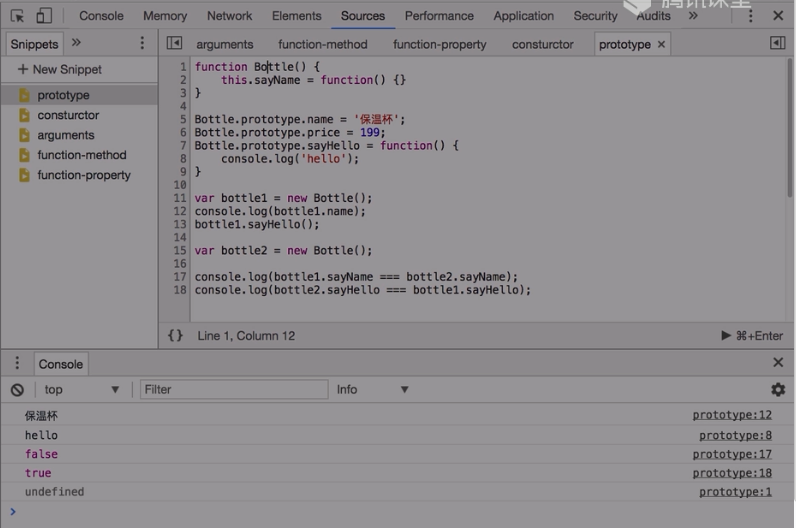 腾讯课堂
Console Memory Network Elements Sources Performance Application Security Audits »
Snippets » arguments function-method function-property consturctor prototype ×
+ New Snippet
prototype
consturctor
arguments
function-method
function-property
1 function Bottle() {
2 this.sayName = function() {}
3 }
4
5 Bottle.prototype.name = '保温杯';
6 Bottle.prototype.price = 199;
7 Bottle.prototype.sayHello = function() {
8 console.log('hello');
9 }
10
11 var bottle1 = new Bottle();
12 console.log(bottle1.name);
13 bottle1.sayHello();
14
15 var bottle2 = new Bottle();
16
17 console.log(bottle1.sayName === bottle2.sayName);
18 console.log(bottle2.sayHello === bottle1.sayHello);
{} Line 1, Column 12 ⌘+Enter
Console
top Filter Info
保温杯 prototype:12
hello prototype:8
false prototype:17
true prototype:18
undefined prototype:1
>